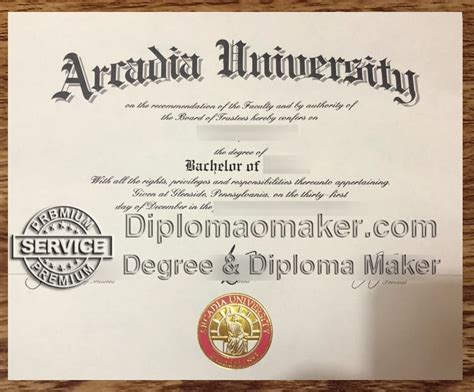 Arcadia University
on the recommendation of the Faculty and by authority of
the Board of Trustees hereby confers on
the degree of
Bachelor of
With all the rights, privileges and responsibilities thereunto appertaining.
Given at Glenside, Pennsylvania, on the thirty-first
day of December in the
PREMIUM
SERVICE
PREMIUM
Diplomaomaker.com
Degree & Diploma Maker
ARCADIA UNIVERSITY